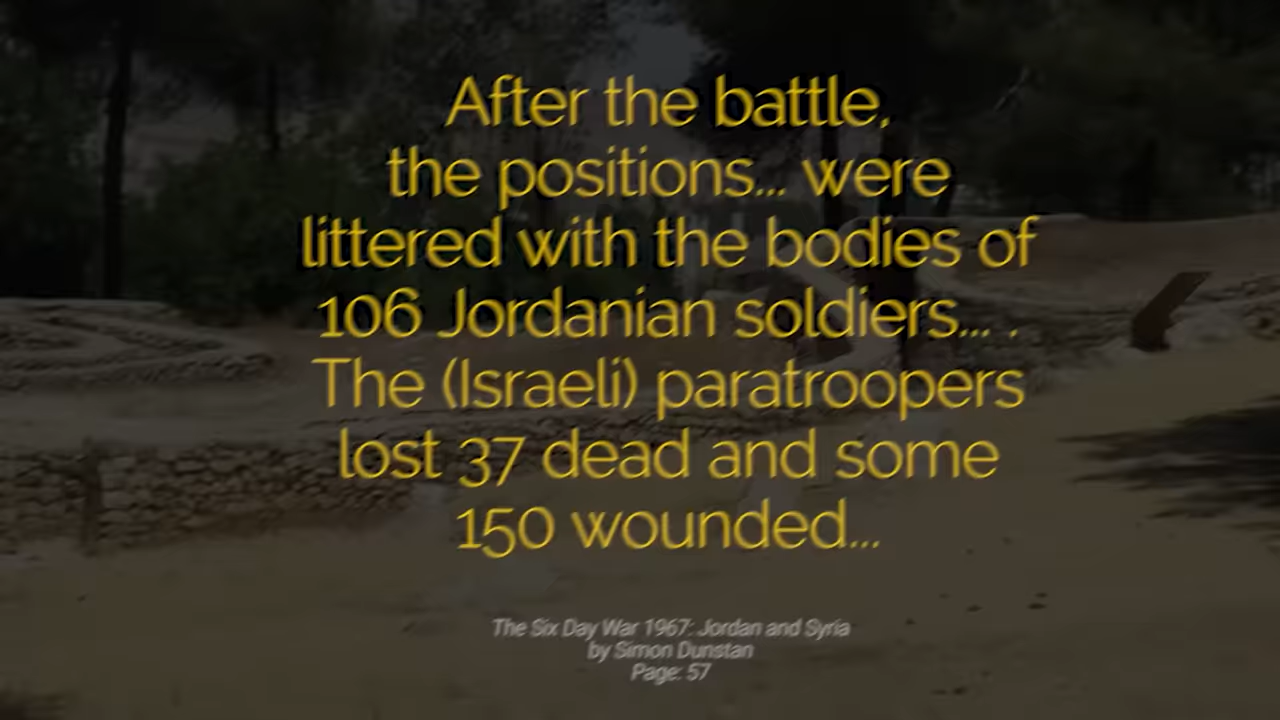 After the battle,
the positions... were
littered with the bodies of
106 Jordanian soldiers... .
The (Israeli) paratroopers
lost 37 dead and some
150 wounded...
The Six Day War 1967: Jordan and Syria
by Simon Dunstan
Page: 57